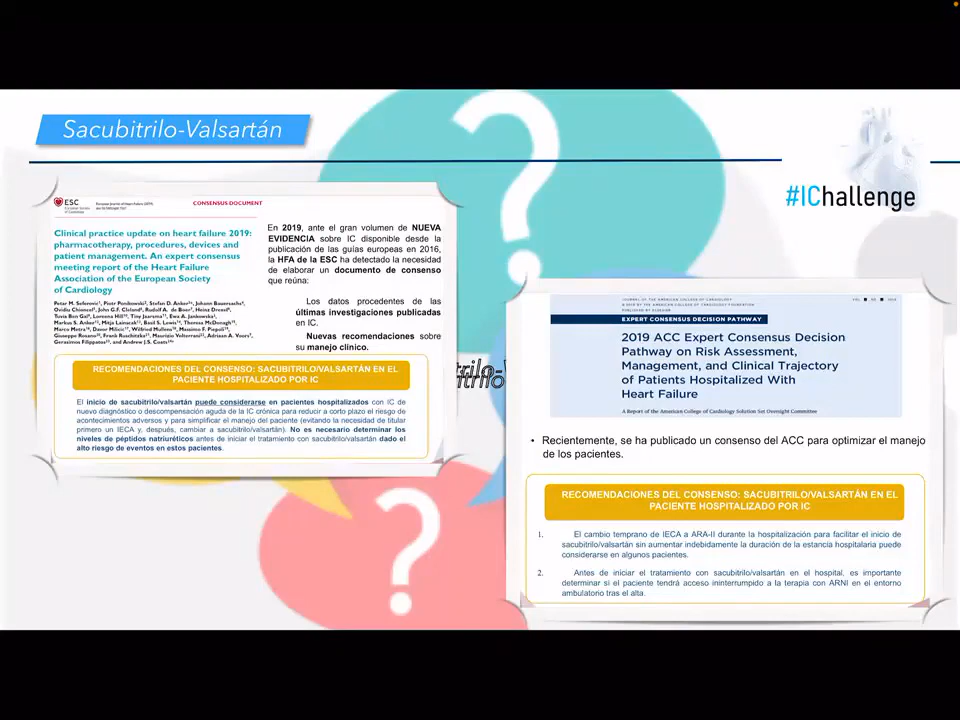 Sacubitrilo-Valsartán
#IChallenge
ESC
CONSENSUS DOCUMENT
Clinical practice update on heart failure 2019:
pharmacotherapy, procedures, devices and
patient management. An expert consensus
meeting report of the Heart Failure
Association of the European Society
of Cardiology
En 2019, ante el gran volumen de NUEVA
EVIDENCIA sobre IC disponible desde la
publicación de las guías europeas en 2016,
la HFA de la ESC ha detectado la necesidad
de elaborar un documento de consenso
que reúna:
Los datos procedentes de las
últimas investigaciones publicadas
en IC.
Nuevas recomendaciones sobre
su manejo clínico.
RECOMENDACIONES DEL CONSENSO: SACUBITRILO/VALSARTÁN EN EL
PACIENTE HOSPITALIZADO POR IC
El inicio de sacubitrilo/valsartán puede considerarse en pacientes hospitalizados con IC
de nuevo diagnóstico o descompensación aguda de la IC crónica para reducir a corto plazo el riesgo de
acontecimientos adversos y para simplificar el manejo del paciente (evitando la necesidad de titular
primero un IECA y, después, cambiar a sacubitrilo/valsartán). No es necesario determinar los
niveles de péptidos natriuréticos antes de iniciar el tratamiento con sacubitrilo/valsartán dado el
alto riesgo de eventos en estos pacientes.
JOURNAL OF THE AMERICAN COLLEGE OF CARDIOLOGY
EXPERT CONSENSUS DECISION PATHWAY
2019 ACC Expert Consensus Decision
Pathway on Risk Assessment,
Management, and Clinical Trajectory
of Patients Hospitalized With
Heart Failure
A Report of the American College of Cardiology Solution Set Oversight Committee
• Recientemente, se ha publicado un consenso del ACC para optimizar el manejo
de los pacientes.
RECOMENDACIONES DEL CONSENSO: SACUBITRILO/VALSARTÁN EN EL
PACIENTE HOSPITALIZADO POR IC
1. El cambio temprano de IECA a ARA-II durante la hospitalización para facilitar el inicio de
sacubitrilo/valsartán sin aumentar indebidamente la duración de la estancia hospitalaria puede
considerarse en algunos pacientes.
2. Antes de iniciar el tratamiento con sacubitrilo/valsartán en el hospital, es importante
determinar si el paciente tendrá acceso ininterrumpido a la terapia con ARNI en el entorno
ambulatorio tras el alta.